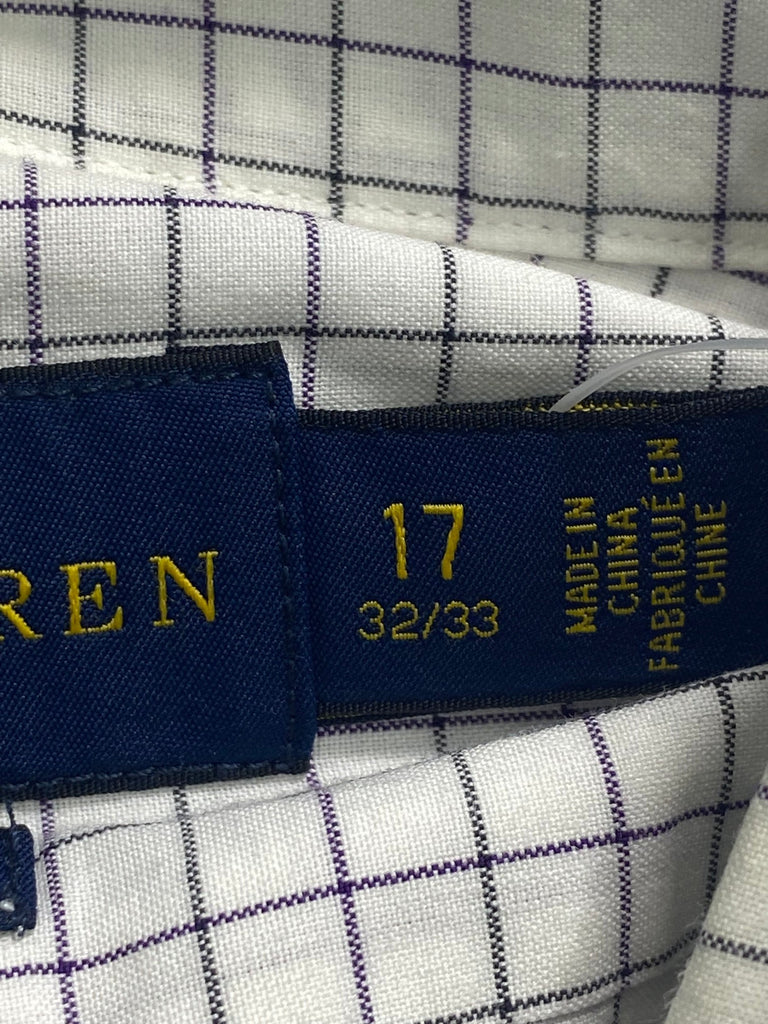 REN
17
32/33
MADE IN
CHINA
FABRIQUÉ EN
CHINE